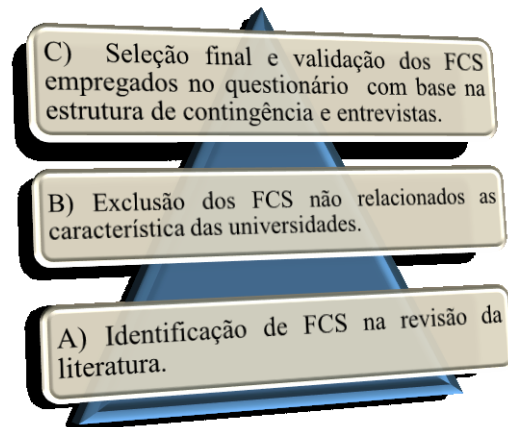 C) Seleção final e validação dos FCS
empregados no questionário com base na
estrutura de contingência e entrevistas.
B) Exclusão dos FCS não relacionados as
característica das universidades.
A) Identificação de FCS na revisão da
literatura.